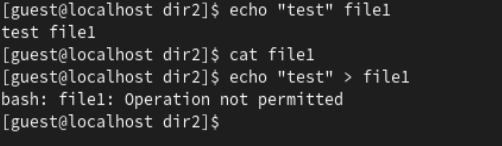 [guest@localhost dir2]$ echo "test" file1
test file1
[guest@localhost dir2]$ cat file1
[guest@localhost dir2]$ echo "test" > file1
bash: file1: Operation not permitted
[guest@localhost dir2]$